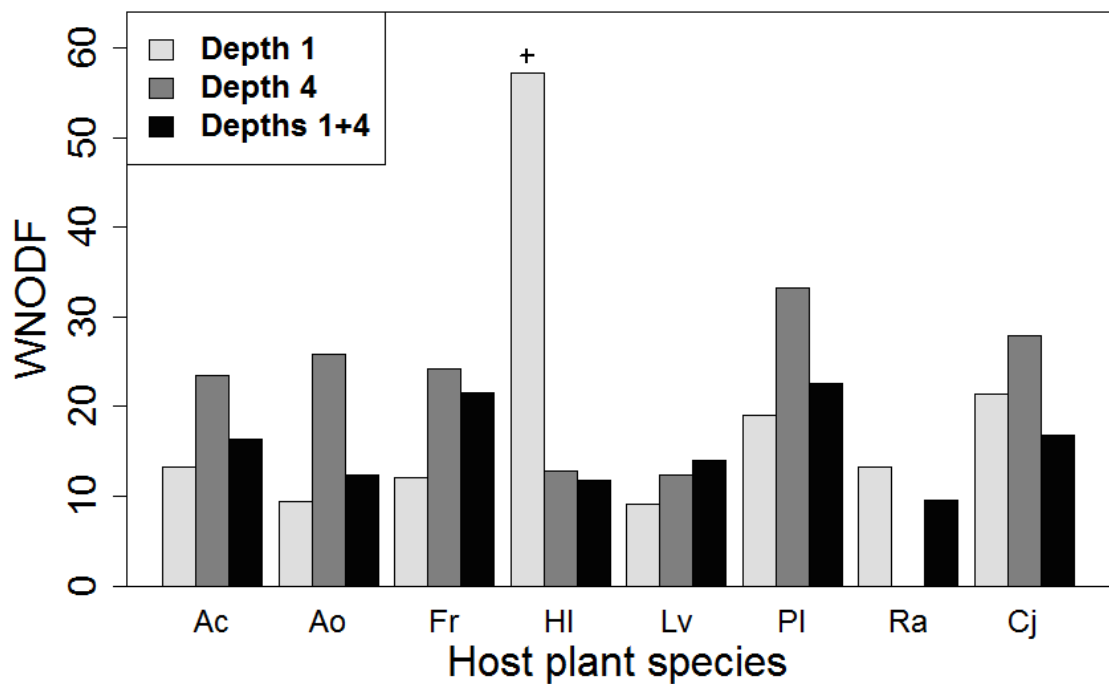 Depth 1
Depth 4
Depths 1+4
+
60
50
40
30
20
10
0
WNODF
Ac Ao Fr Hl Lv Pl Ra Cj
Host plant species